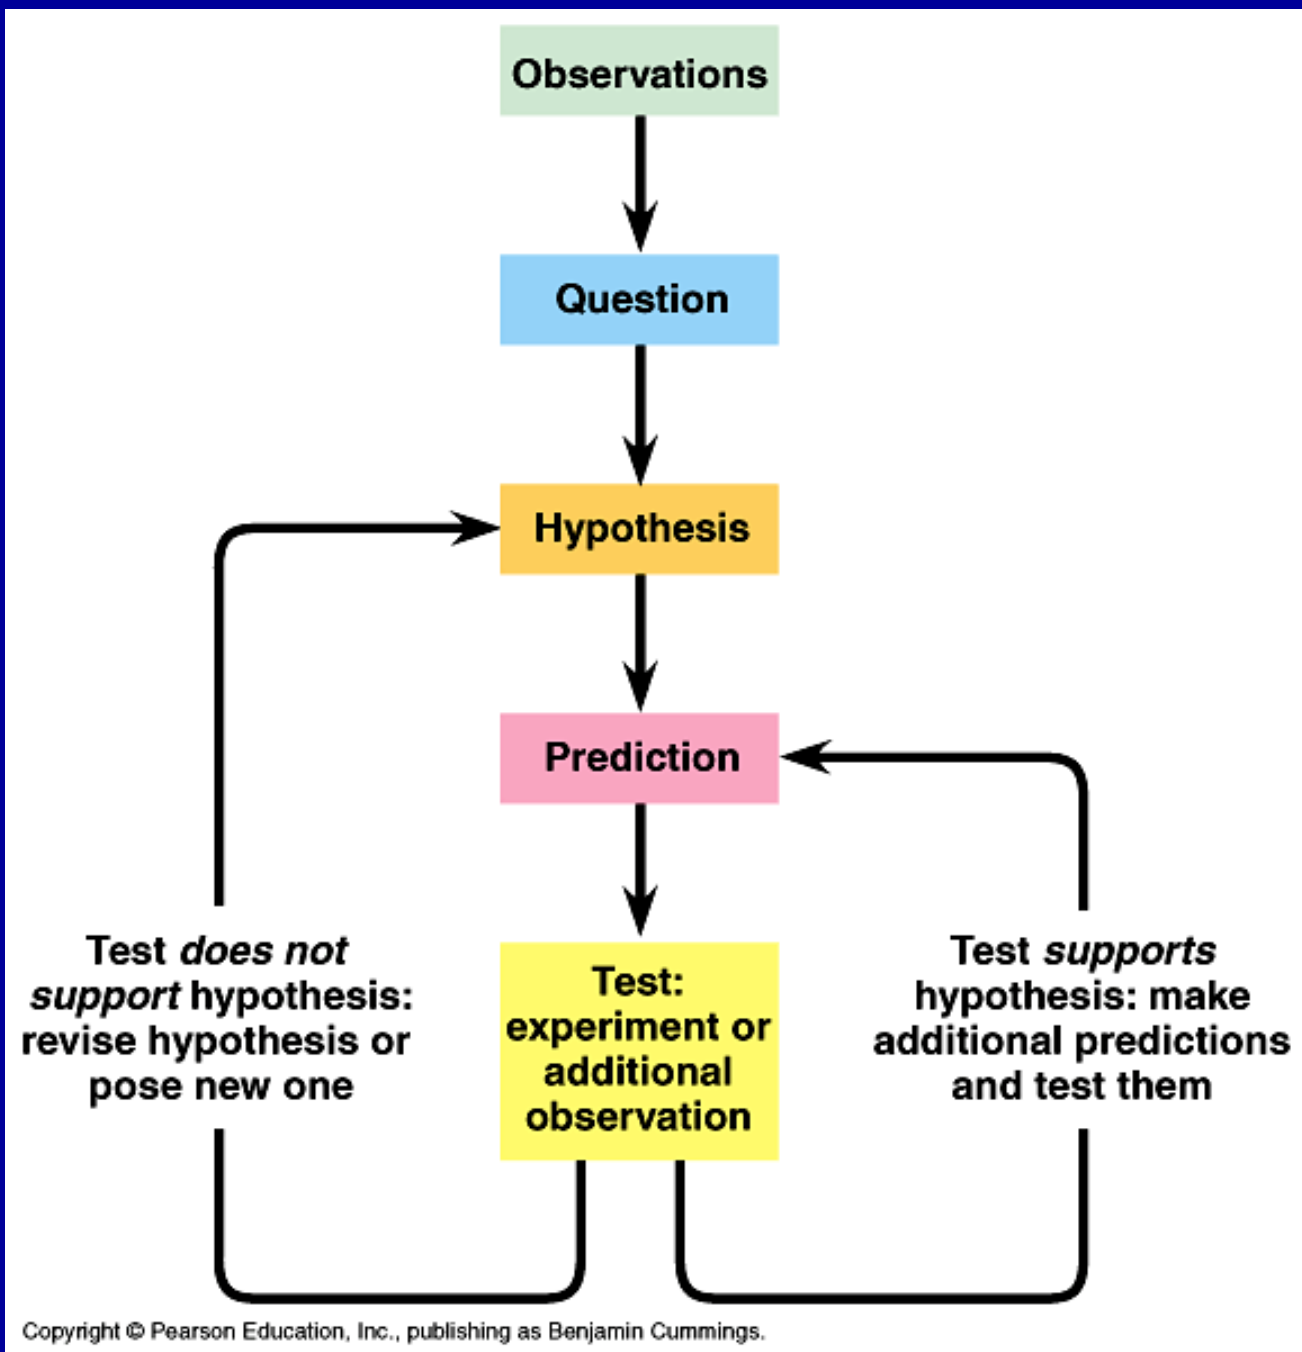 Observations
Question
Hypothesis
Prediction
Test does not
support hypothesis:
revise hypothesis or
pose new one
Test:
experiment or
additional
observation
Test supports
hypothesis: make
additional predictions
and test them
Copyright © Pearson Education, Inc., publishing as Benjamin Cummings.